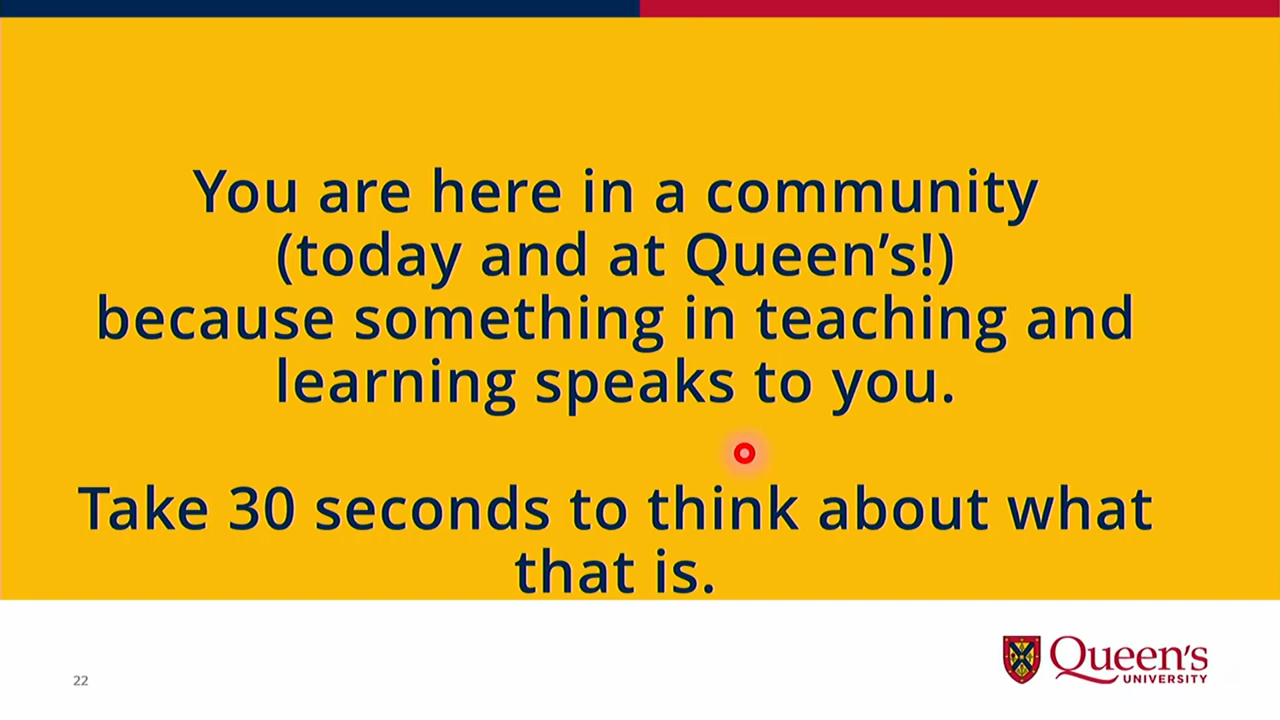 You are here in a community
(today and at Queen’s!)
because something in teaching and
learning speaks to you.
Take 30 seconds to think about what
that is.
22
Queen's
UNIVERSITY